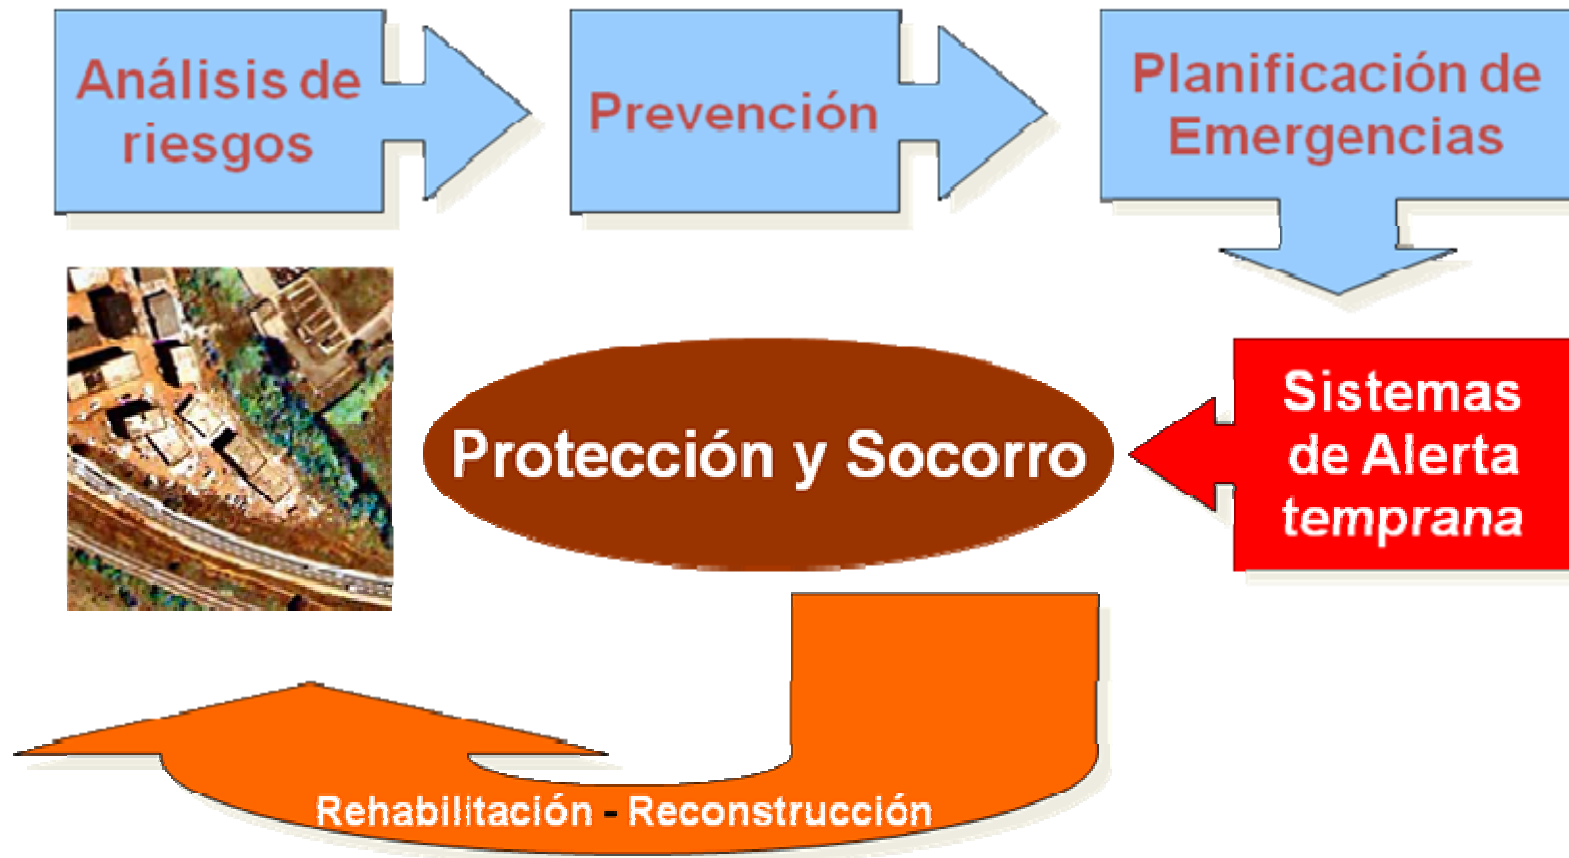 Análisis de
riesgos
Prevención
Planificación de
Emergencias
Sistemas
de Alerta
temprana
Protección y Socorro
Rehabilitación - Reconstrucción